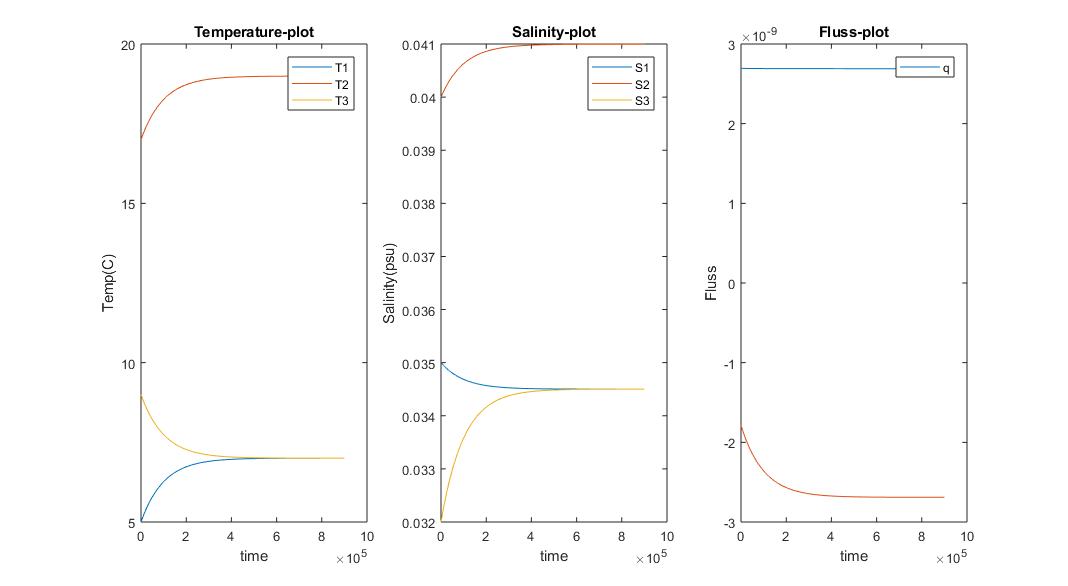 Temperature-plot
20
15
10
5
Temp(C)
T1
T2
T3
0 2 4 6 8 10
time
×10^5
Salinity-plot
0.041
0.04
0.039
0.038
0.037
0.036
0.035
0.034
0.033
0.032
Salinity(psu)
S1
S2
S3
0 2 4 6 8 10
time
×10^5
Fluss-plot
×10^-9
3
2
1
0
-1
-2
-3
Fluss
q
0 2 4 6 8 10
time
×10^5